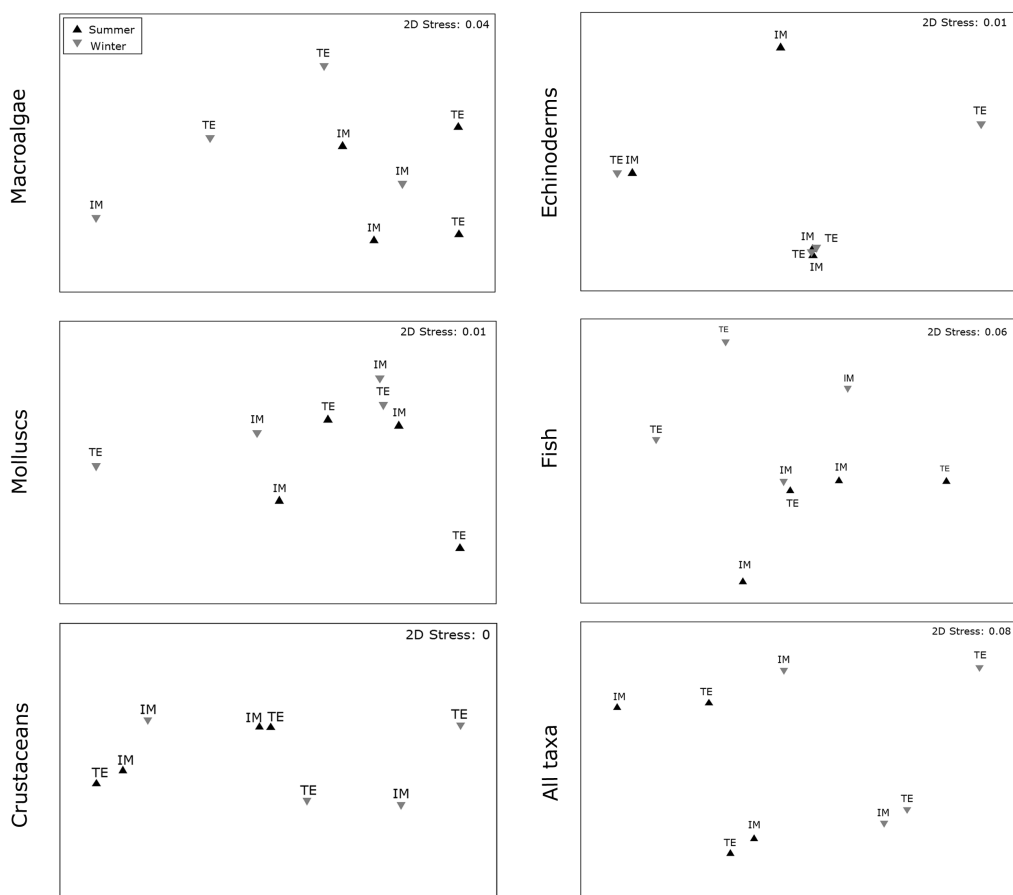 Macroalgae
Summer
Winter
2D Stress: 0.04
TE
TE
TE
IM
IM
IM
TE
IM
Echinoderms
2D Stress: 0.01
IM
TE
TE IM
IM TE
TE
IM
Molluscs
2D Stress: 0.01
IM
TE
TE
IM
IM
TE
IM
TE
Fish
2D Stress: 0.06
TE
IM
TE
IM
IM
TE
TE
IM
Crustaceans
2D Stress: 0
IM
IM TE
TE
IM
TE
TE
IM
All taxa
2D Stress: 0.08
TE
IM
IM
TE
TE
IM
IM
TE